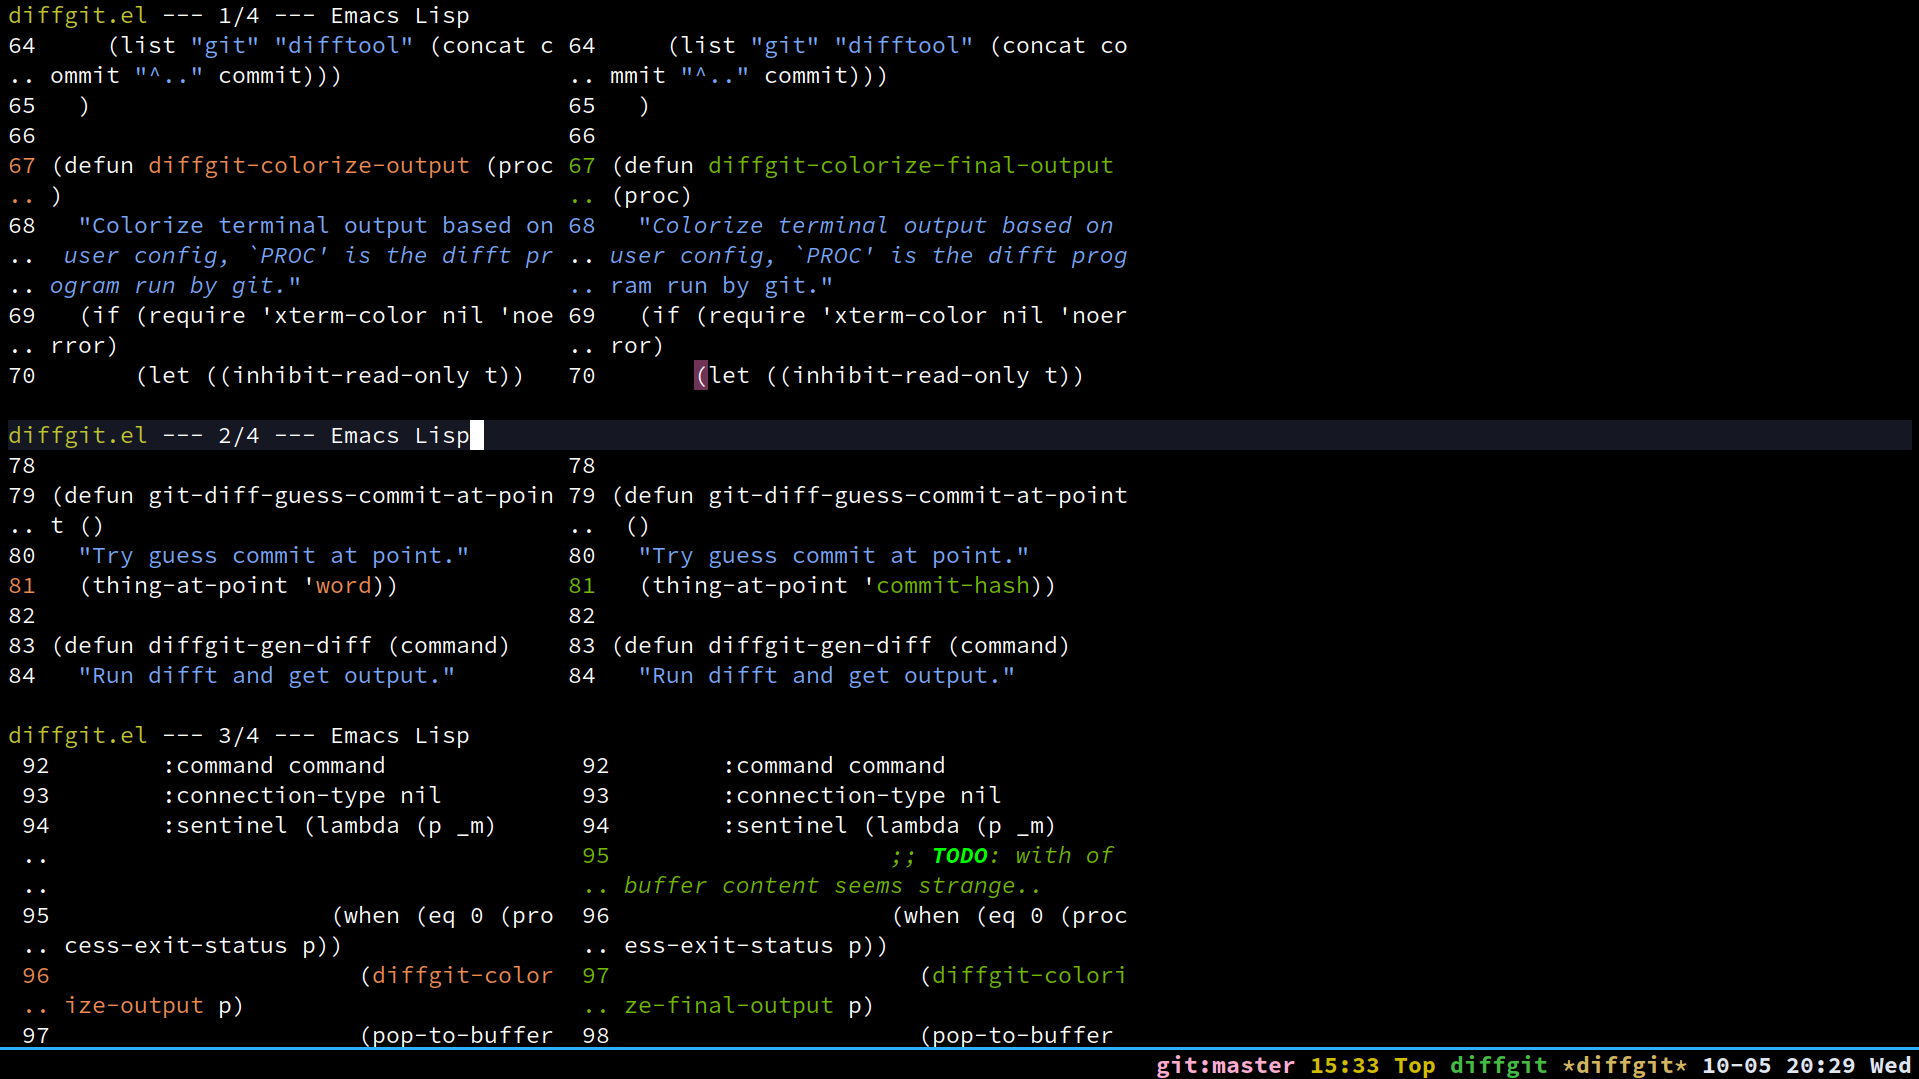 diffgit.el --- 1/4 --- Emacs Lisp
64     (list "git" "difftool" (concat c 64     (list "git" "difftool" (concat co
.. ommit "^.." commit)))                .. mmit "^.." commit)))
65   )                                  65   )
66                                      66
67 (defun diffgit-colorize-output (proc 67 (defun diffgit-colorize-final-output
.. )                                    .. (proc)
68   "Colorize terminal output based on 68   "Colorize terminal output based on
..  user config, `PROC' is the difft pr .. user config, `PROC' is the difft prog
.. ogram run by git."                   .. ram run by git."
69   (if (require 'xterm-color nil 'noe 69   (if (require 'xterm-color nil 'noer
.. rror)                                .. ror)
70       (let ((inhibit-read-only t))   70       (let ((inhibit-read-only t))
diffgit.el --- 2/4 --- Emacs Lisp
78                                      78
79 (defun git-diff-guess-commit-at-poin 79 (defun git-diff-guess-commit-at-point
.. t ()                                 ..  ()
80   "Try guess commit at point."       80   "Try guess commit at point."
81   (thing-at-point 'word))            81   (thing-at-point 'commit-hash))
82                                      82
83 (defun diffgit-gen-diff (command)    83 (defun diffgit-gen-diff (command)
84   "Run difft and get output."        84   "Run difft and get output."
diffgit.el --- 3/4 --- Emacs Lisp
 92        :command command              92        :command command
 93        :connection-type nil          93        :connection-type nil
 94        :sentinel (lambda (p _m)      94        :sentinel (lambda (p _m)
 ..                                      95                    ;; TODO: with of
 ..                                      .. buffer content seems strange..
 95                    (when (eq 0 (pro  96                    (when (eq 0 (proc
 .. cess-exit-status p))                 .. ess-exit-status p))
 96                      (diffgit-color  97                      (diffgit-colori
 .. ize-output p)                        .. ze-final-output p)
 97                      (pop-to-buffer  98                      (pop-to-buffer
git:master 15:33 Top diffgit *diffgit* 10-05 20:29 Wed